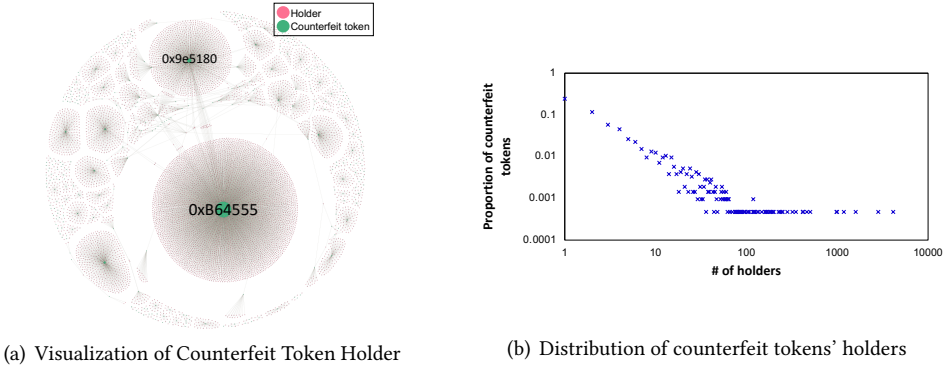 Holder
Counterfeit token
0x9e5180
0xB64555
(a) Visualization of Counterfeit Token Holder
Proportion of counterfeit
tokens
1
0.1
0.01
0.001
0.0001
1 10 100 1000 10000
# of holders
(b) Distribution of counterfeit tokens’ holders